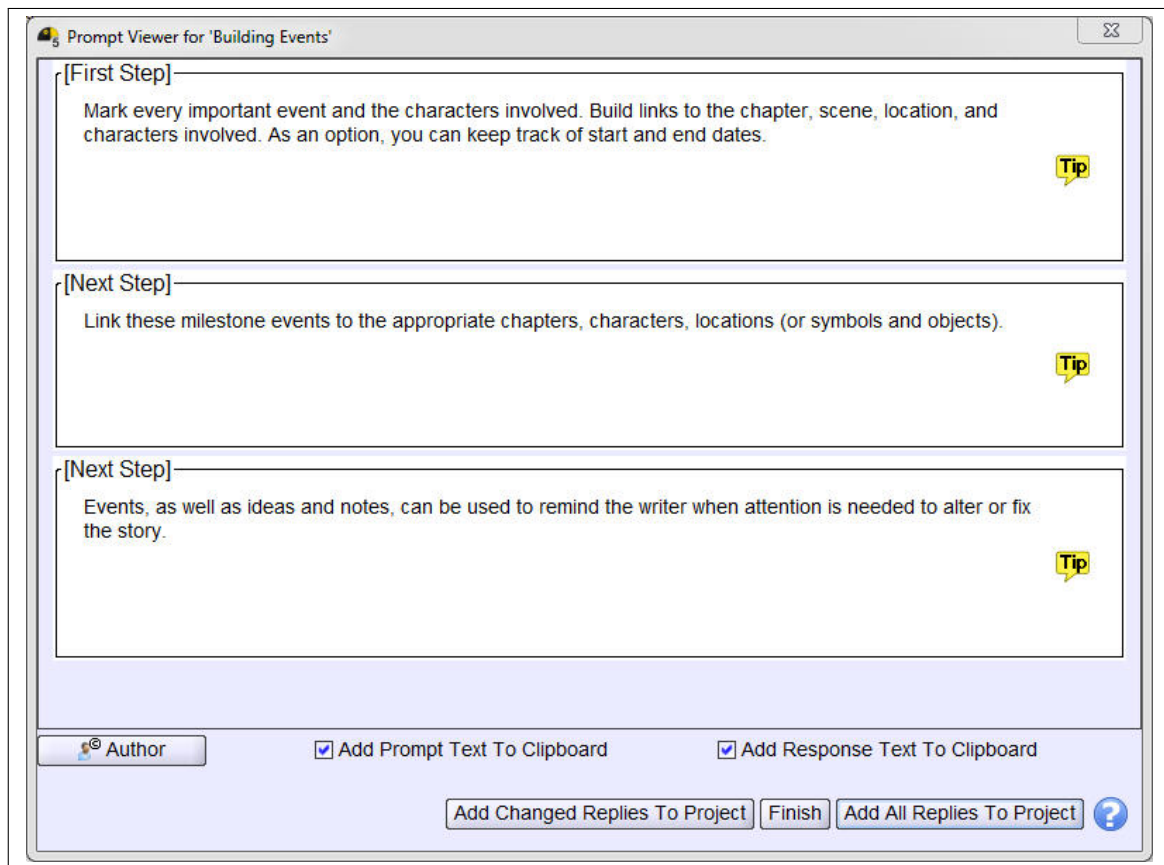 5 Prompt Viewer for 'Building Events'
[First Step]
Mark every important event and the characters involved. Build links to the chapter, scene, location, and
characters involved. As an option, you can keep track of start and end dates.
Tip
[Next Step]
Link these milestone events to the appropriate chapters, characters, locations (or symbols and objects).
Tip
[Next Step]
Events, as well as ideas and notes, can be used to remind the writer when attention is needed to alter or fix
the story.
Tip
© Author
Add Prompt Text To Clipboard
Add Response Text To Clipboard
Add Changed Replies To Project
Finish
Add All Replies To Project
?